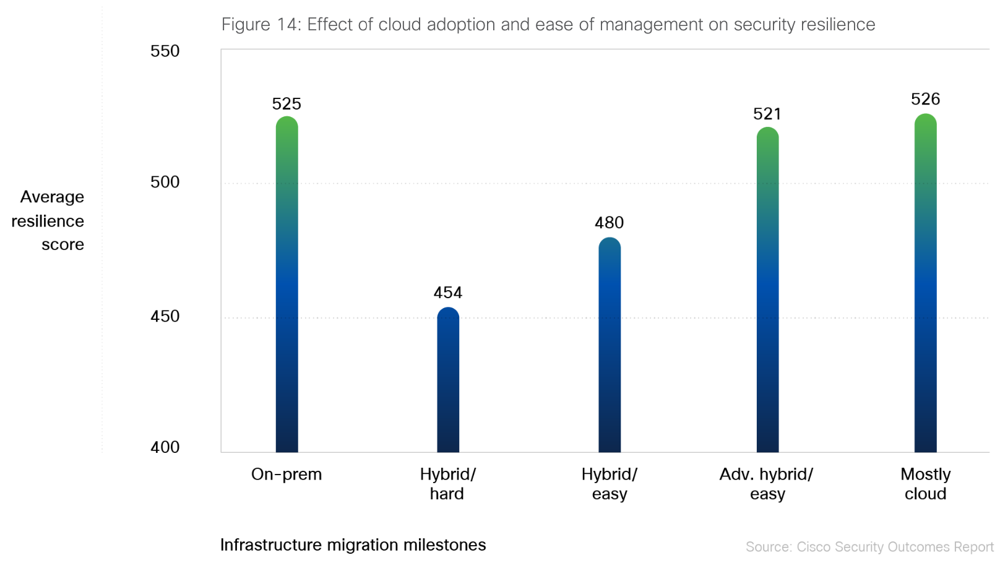 Figure 14: Effect of cloud adoption and ease of management on security resilience
550
500
450
400
Average
resilience
score
525
454
480
521
526
On-prem
Hybrid/
hard
Hybrid/
easy
Adv. hybrid/
easy
Mostly
cloud
Infrastructure migration milestones
Source: Cisco Security Outcomes Report